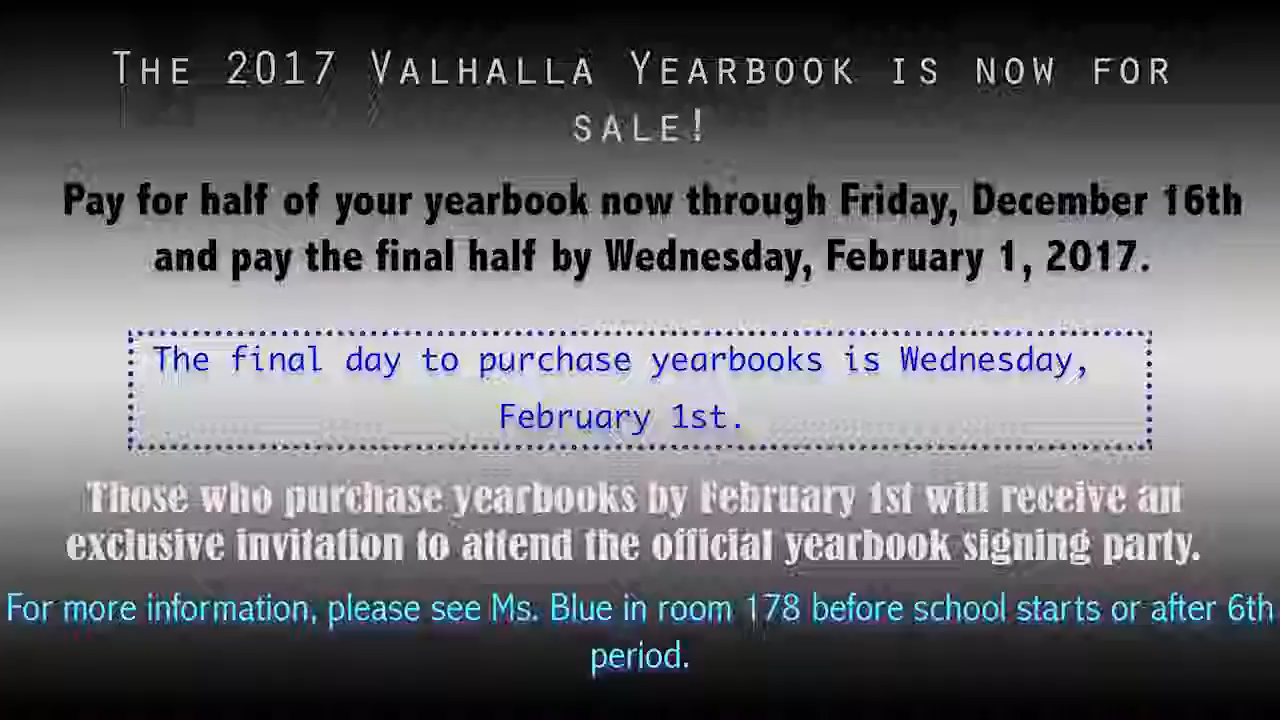 The 2017 Valhalla Yearbook is now for
sale!
Pay for half of your yearbook now through Friday, December 16th
and pay the final half by Wednesday, February 1, 2017.
The final day to purchase yearbooks is Wednesday,
February 1st.
Those who purchase yearbooks by February 1st will receive an
exclusive invitation to attend the official yearbook signing party.
For more information, please see Ms. Blue in room 178 before school starts or after 6th
period.